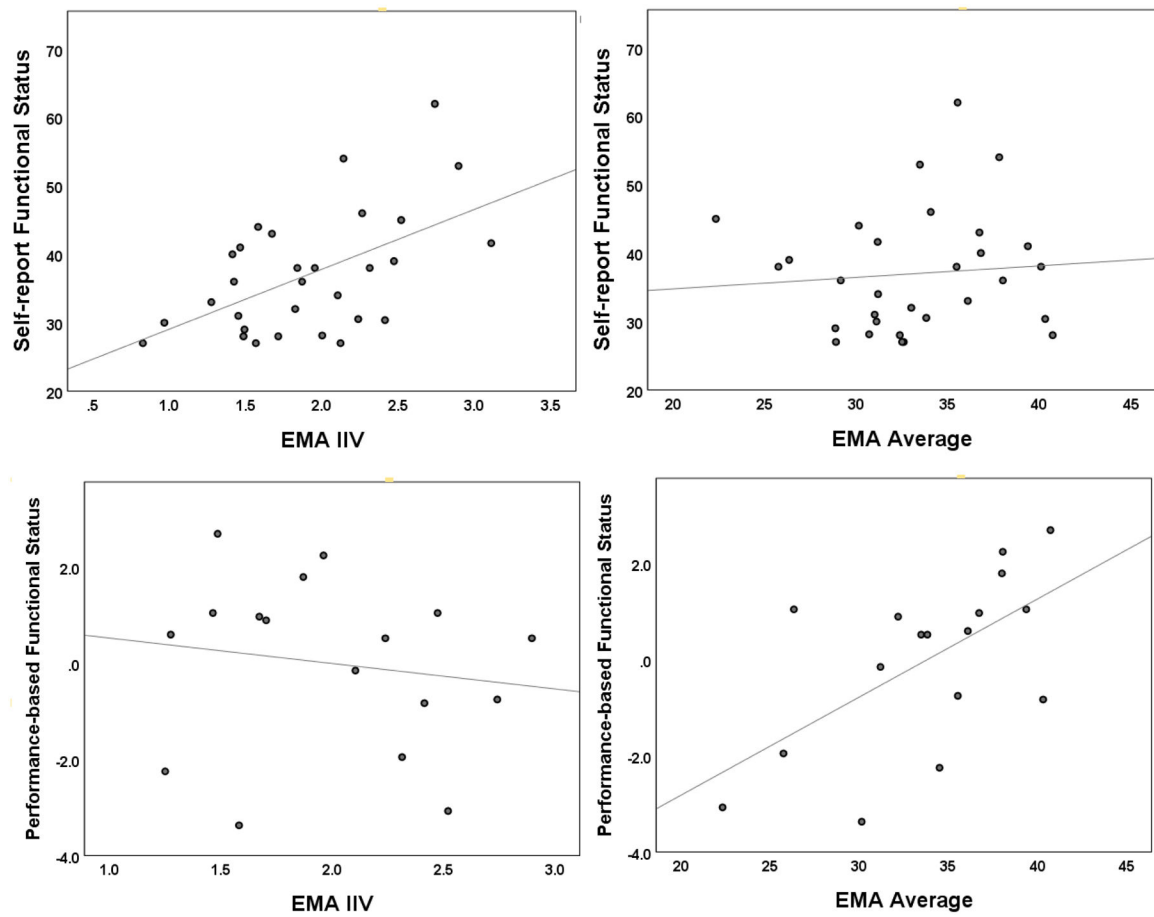 Self-report Functional Status
70
60
50
40
30
20
.5 1.0 1.5 2.0 2.5 3.0 3.5
EMA IIV
Self-report Functional Status
70
60
50
40
30
20
20 25 30 35 40 45
EMA Average
Performance-based Functional Status
2.0
.0
-2.0
-4.0
1.0 1.5 2.0 2.5 3.0
EMA IIV
Performance-based Functional Status
2.0
.0
-2.0
-4.0
20 25 30 35 40 45
EMA Average